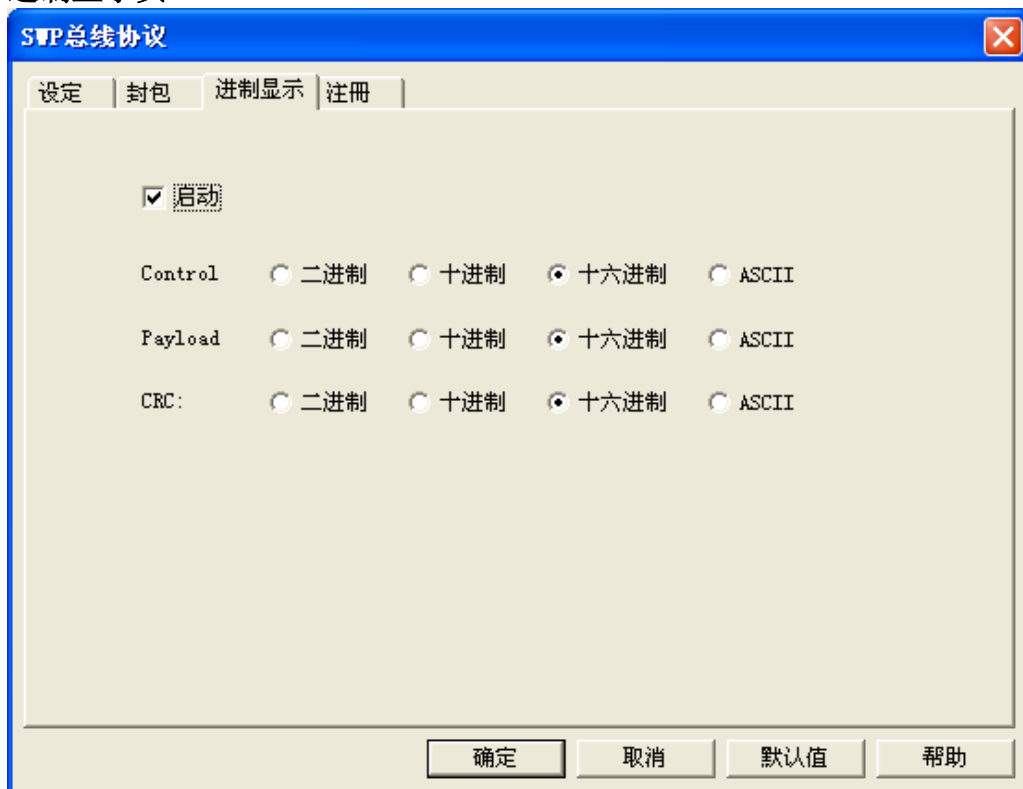 SWP总线协议
设定 封包 进制显示 注册
启动
Control 二进制 十进制 十六进制 ASCII
Payload 二进制 十进制 十六进制 ASCII
CRC: 二进制 十进制 十六进制 ASCII
确定 取消 默认值 帮助